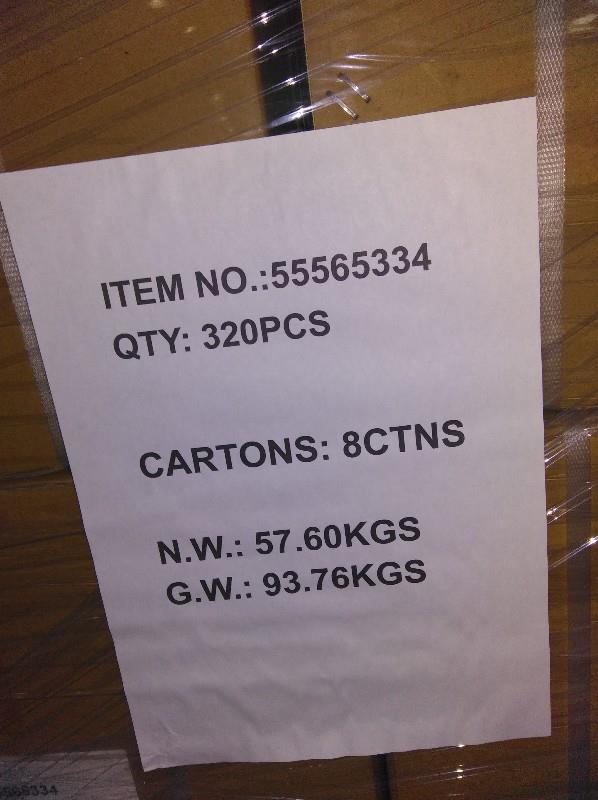 ITEM NO.:55565334
QTY: 320PCS
CARTONS: 8CTNS
N.W.: 57.60KGS
G.W.: 93.76KGS